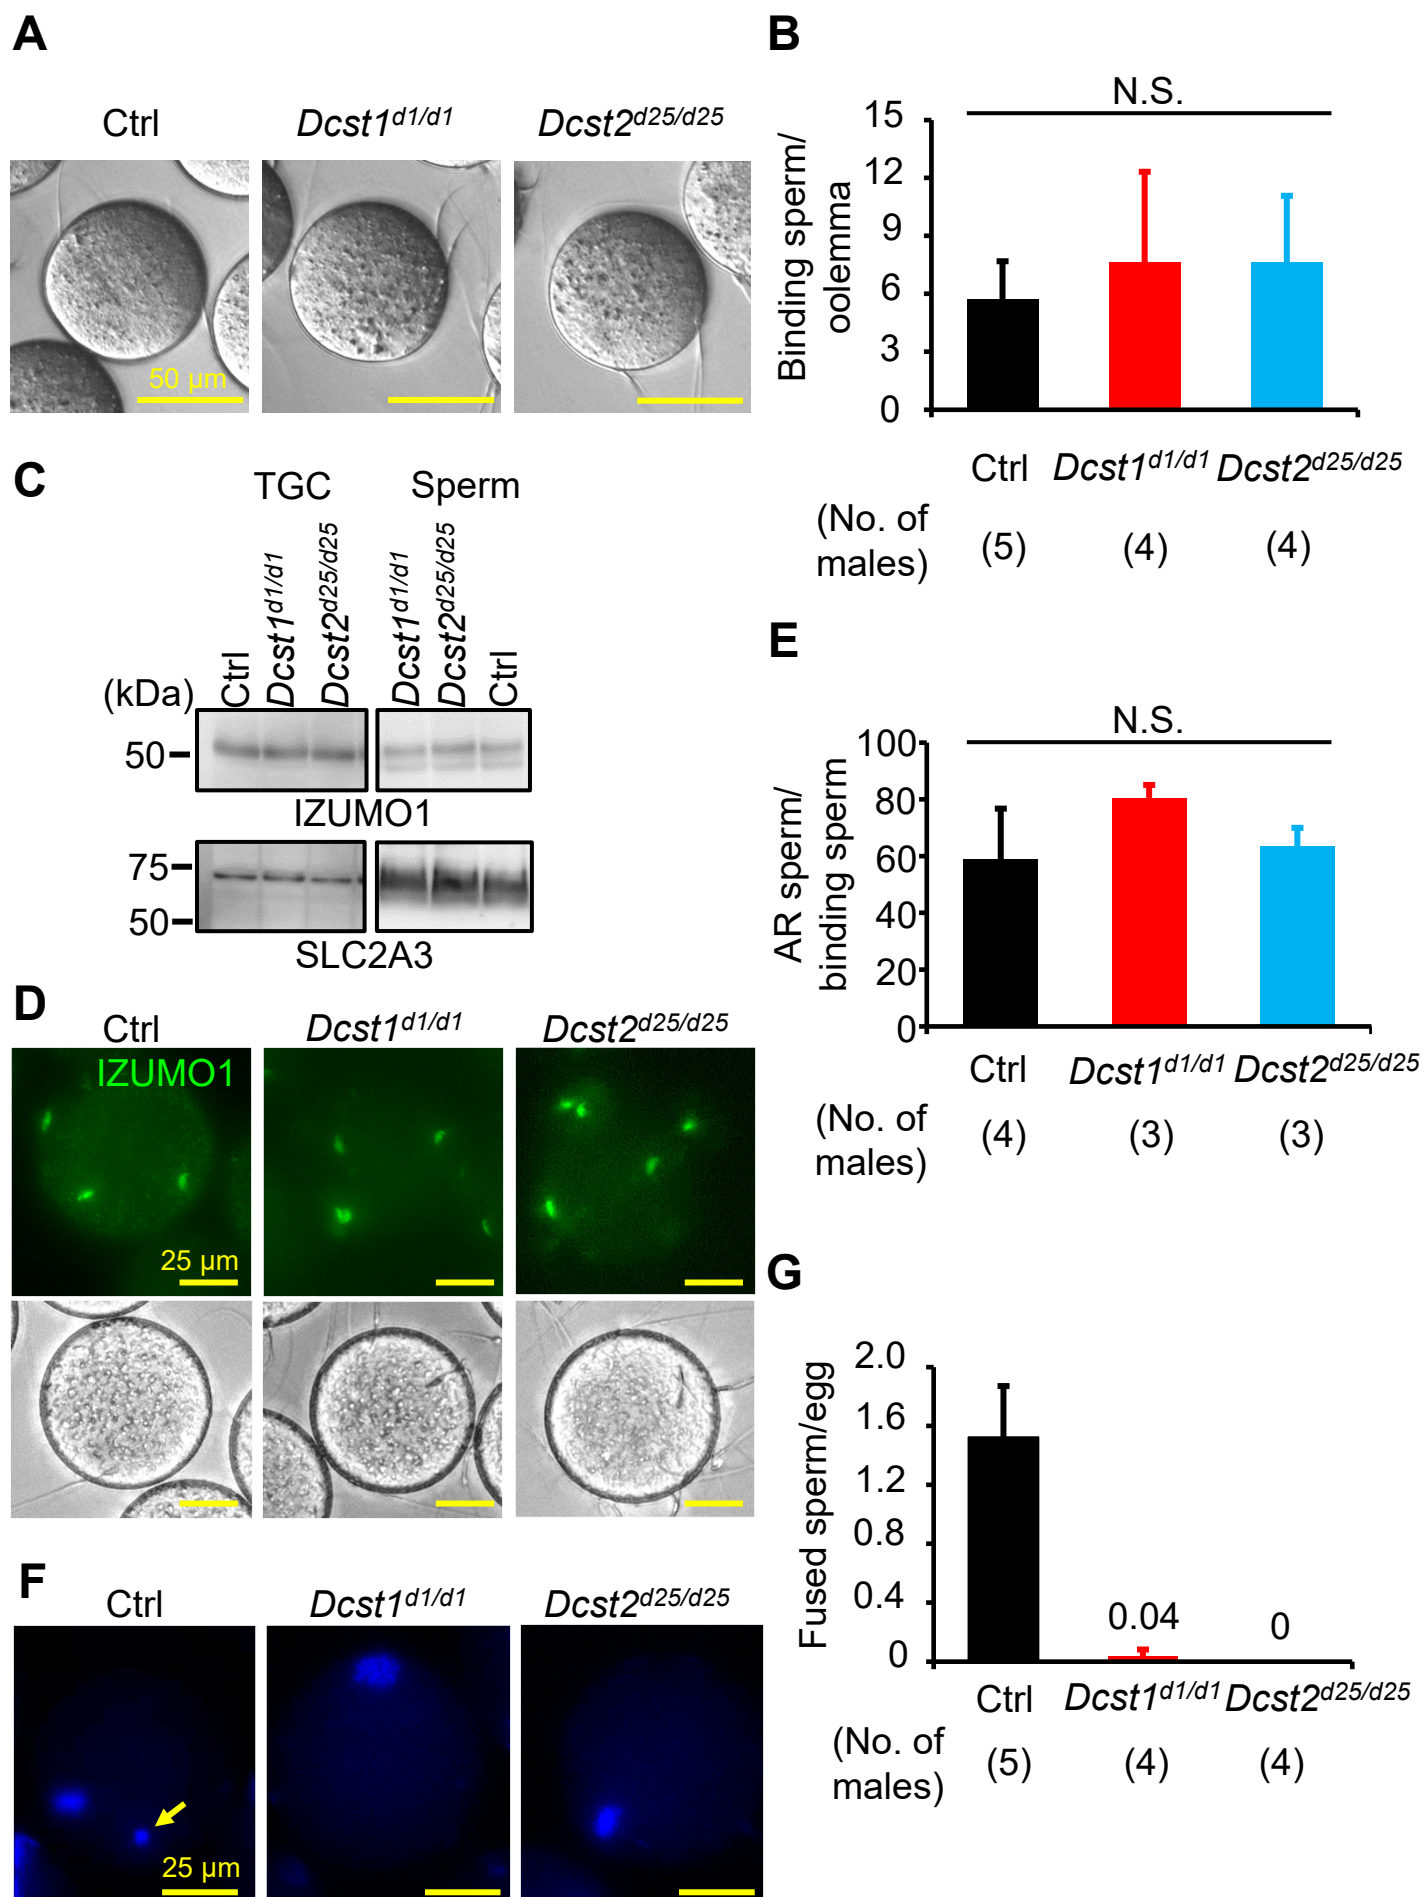 A
Ctrl
Dcst1d1/d1
Dcst2d25/d25
50 µm
B
N.S.
Binding sperm/
oolemma
15
12
9
6
3
0
Ctrl
Dcst1d1/d1
Dcst2d25/d25
(No. of
males)
(5)
(4)
(4)
C
TGC
Sperm
(kDa)
Ctrl
Dcst1d1/d1
Dcst2d25/d25
Dcst1d1/d1
Dcst2d25/d25
Ctrl
50
IZUMO1
75
50
SLC2A3
D
Ctrl
Dcst1d1/d1
Dcst2d25/d25
IZUMO1
25 µm
E
N.S.
AR sperm/
binding sperm
100
80
60
40
20
0
Ctrl
Dcst1d1/d1
Dcst2d25/d25
(No. of
males)
(4)
(3)
(3)
F
Ctrl
Dcst1d1/d1
Dcst2d25/d25
25 µm
G
Fused sperm/egg
2.0
1.6
1.2
0.8
0.4
0
0.04
0
Ctrl
Dcst1d1/d1
Dcst2d25/d25
(No. of
males)
(5)
(4)
(4)